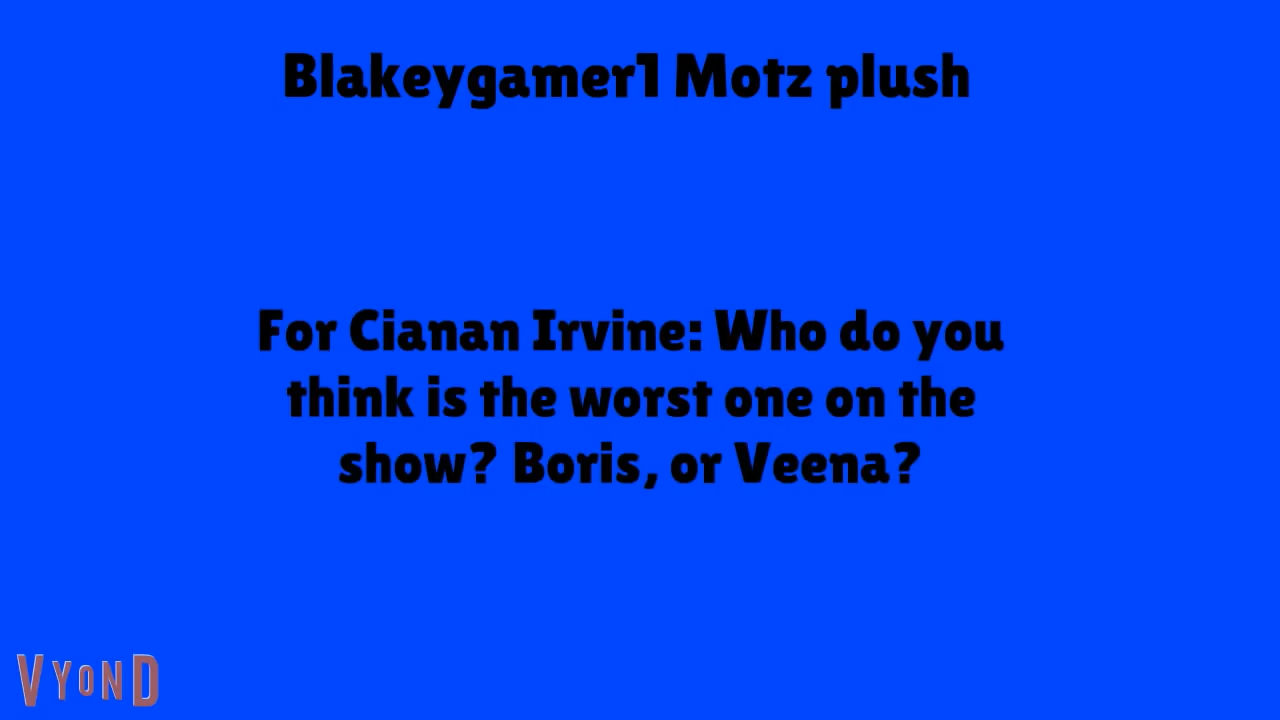 Blakeygamer1 Motz plush
For Cianan Irvine: Who do you
think is the worst one on the
show? Boris, or Veena?
VYOND